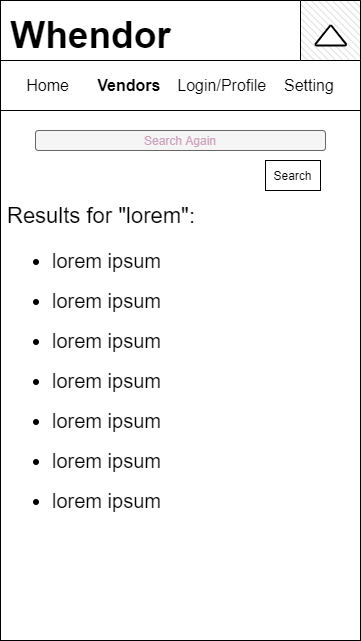 Whendor
Home Vendors Login/Profile Setting
Search Again
Search
Results for "lorem":
• lorem ipsum
• lorem ipsum
• lorem ipsum
• lorem ipsum
• lorem ipsum
• lorem ipsum
• lorem ipsum